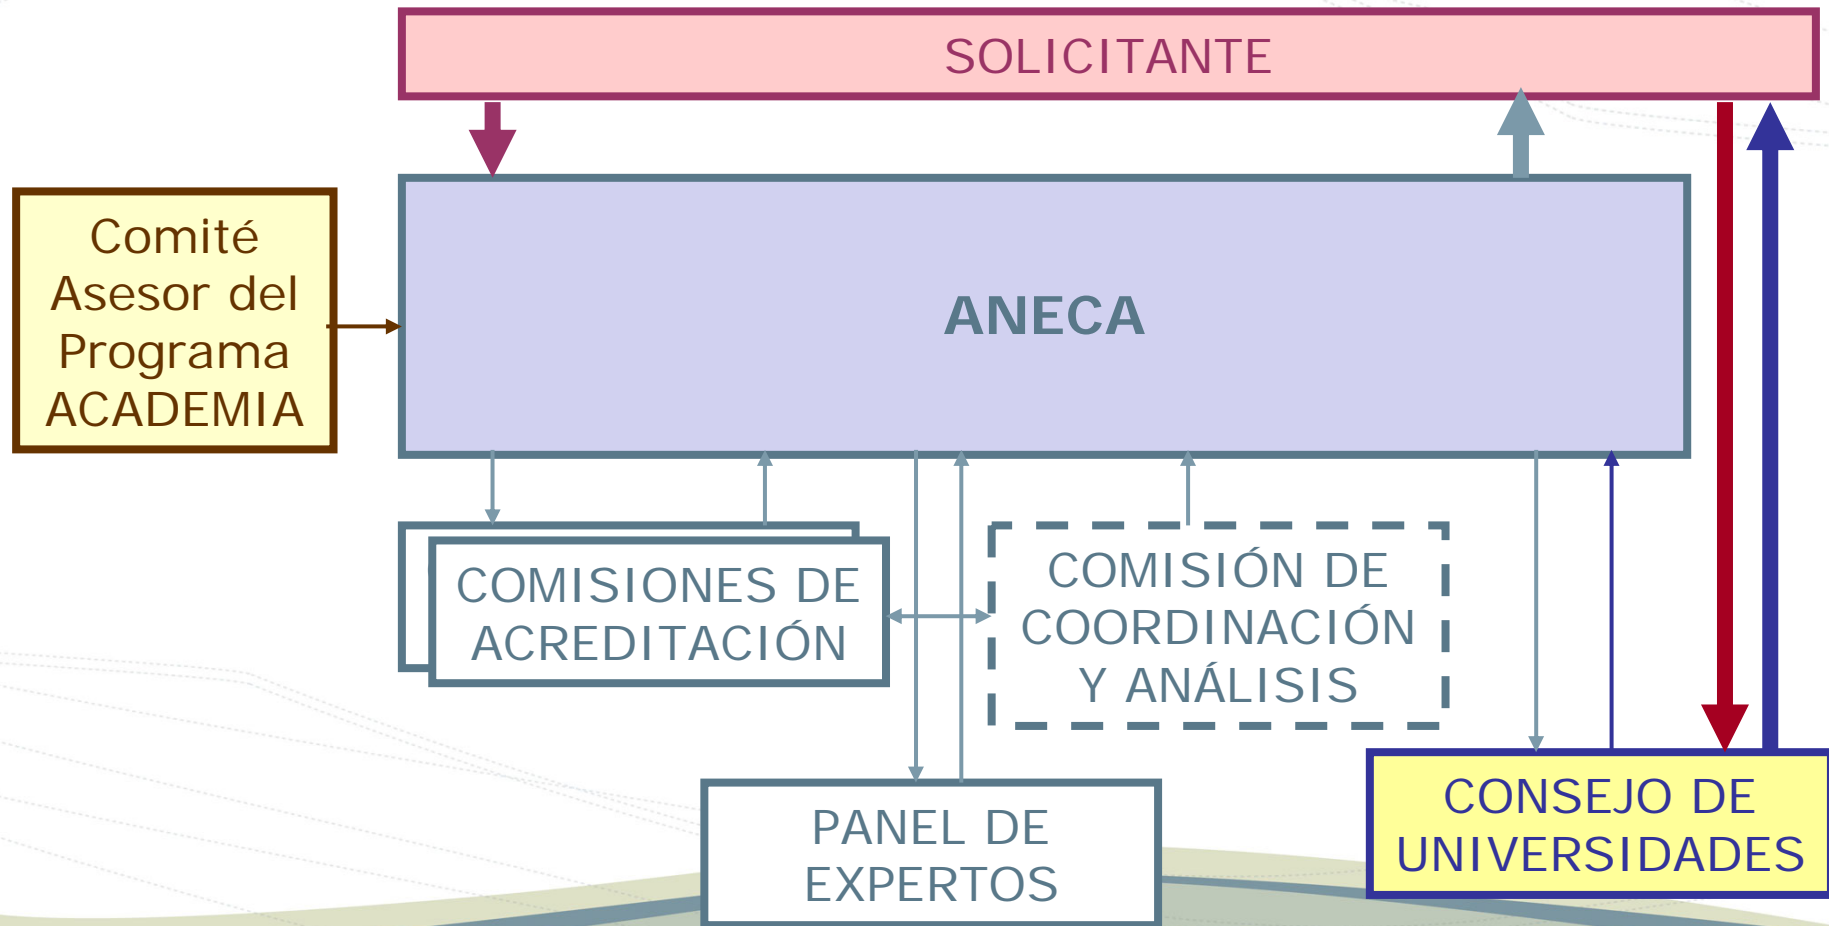 SOLICITANTE
Comité
Asesor del
Programa
ACADEMIA
ANECA
COMISIONES DE
ACREDITACIÓN
COMISIÓN DE
COORDINACIÓN
Y ANÁLISIS
PANEL DE
EXPERTOS
CONSEJO DE
UNIVERSIDADES